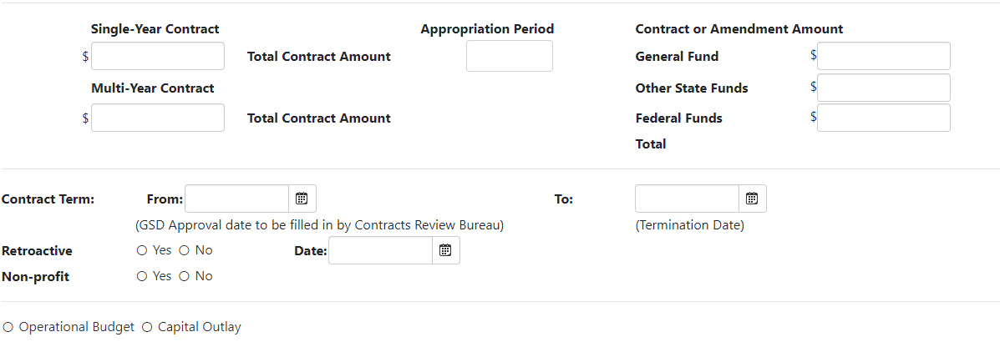 Single-Year Contract Appropriation Period Contract or Amendment Amount
$ Total Contract Amount General Fund $
Multi-Year Contract Other State Funds $
$ Total Contract Amount Federal Funds $
Total
Contract Term: From: To:
(GSD Approval date to be filled in by Contracts Review Bureau) (Termination Date)
Retroactive Yes No Date:
Non-profit Yes No
Operational Budget Capital Outlay